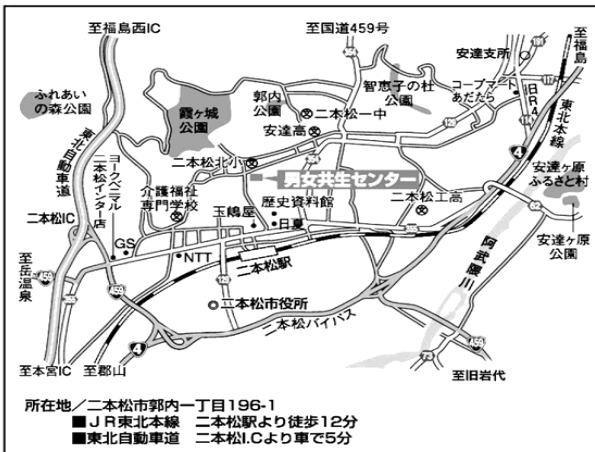 至福島西IC
至国道459号
至福島
安達支所
ふれあいの森公園
霞ヶ城公園
郭内公園
二本松一中
智恵子の杜公園
コープマートあだたら
旧R4
東北本線
安達高
東北自動車道
ヨークベニマル二本松インター店
二本松北小
男女共生センター
介護福祉専門学校
歴史資料館
二本松工高
安達ヶ原ふるさと村
二本松IC
玉嶋屋
日夏
安達ヶ原公園
GS
NTT
二本松駅
阿武隈川
至岳温泉
459
459
二本松市役所
二本松バイパス
4
4
459
至本宮IC
至郡山
至旧岩代
所在地/二本松市郭内一丁目196-1
■JR東北本線 二本松駅より徒歩12分
■東北自動車道 二本松I.Cより車で5分